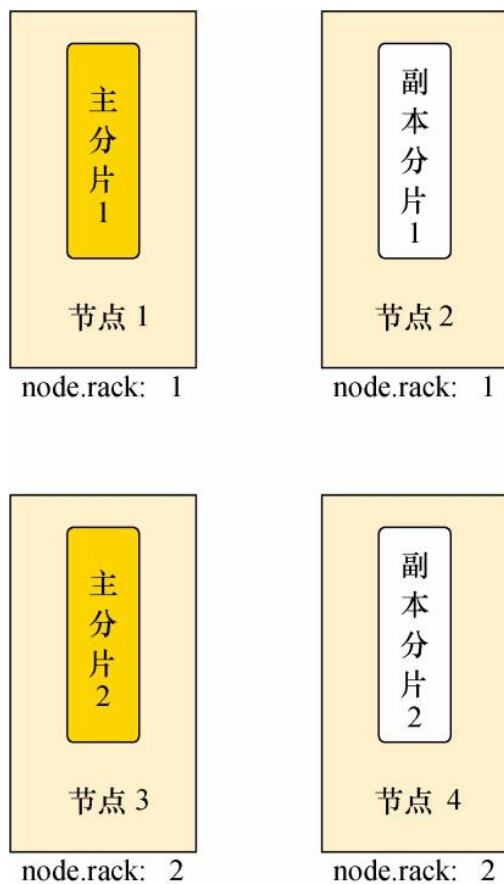 主分片1
副本分片1
节点 1
节点 2
node.rack: 1
node.rack: 1
主分片2
副本分片2
节点 3
节点 4
node.rack: 2
node.rack: 2